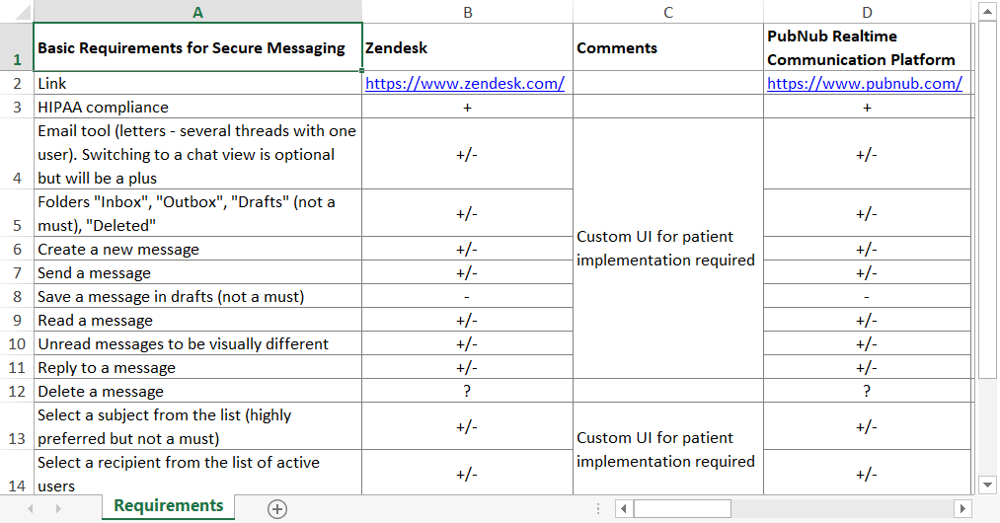 A B C D
1 Basic Requirements for Secure Messaging Zendesk Comments PubNub Realtime
Communication Platform
2 Link https://www.zendesk.com/ https://www.pubnub.com/
3 HIPAA compliance + +
4 Email tool (letters - several threads with one
user). Switching to a chat view is optional
but will be a plus +/- +/-
5 Folders "Inbox", "Outbox", "Drafts" (not a
must), "Deleted" +/- +/-
Custom UI for patient
implementation required
6 Create a new message +/- +/-
7 Send a message +/- +/-
8 Save a message in drafts (not a must) - -
9 Read a message +/- +/-
10 Unread messages to be visually different +/- +/-
11 Reply to a message +/- +/-
12 Delete a message ? ?
13 Select a subject from the list (highly
preferred but not a must) +/- +/-
Custom UI for patient
implementation required
14 Select a recipient from the list of active
users +/- +/-
Requirements